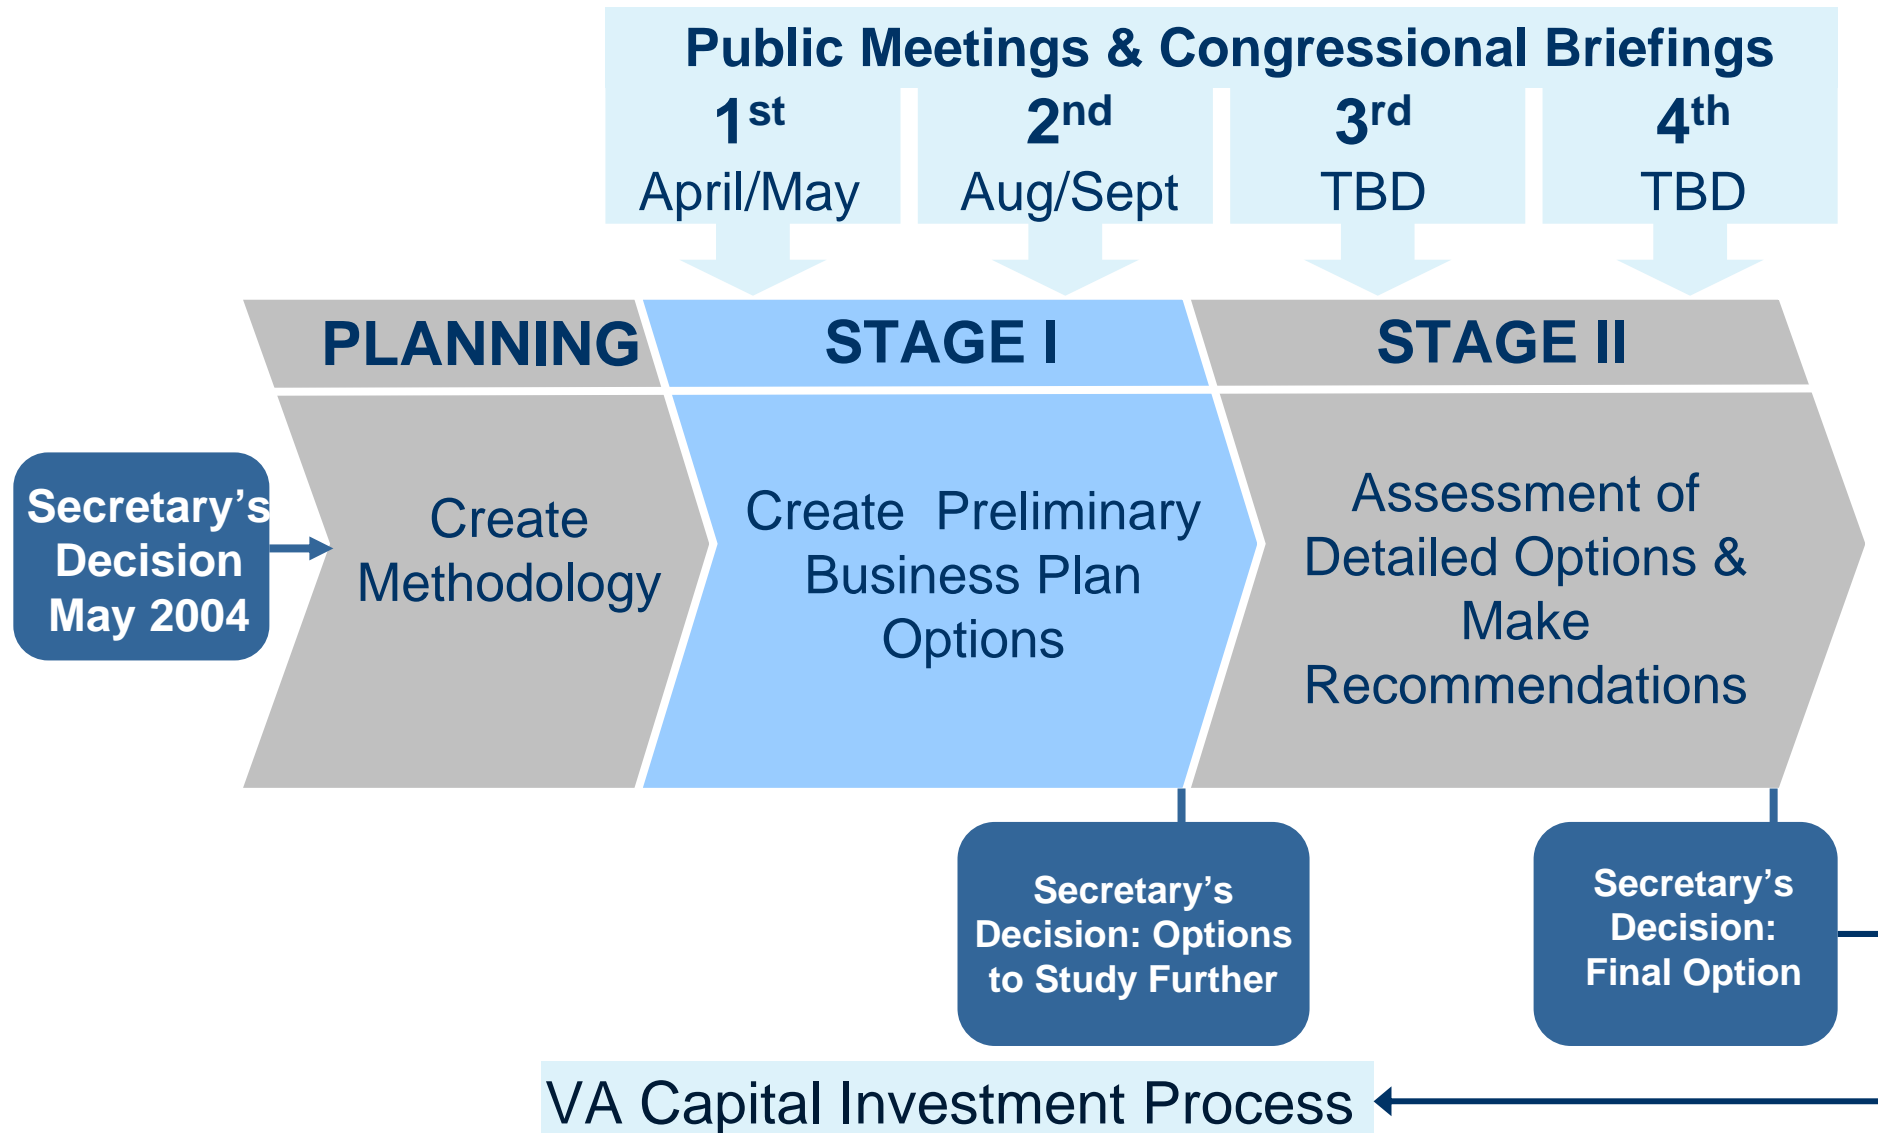 Public Meetings & Congressional Briefings
1st
April/May
2nd
Aug/Sept
3rd
TBD
4th
TBD
PLANNING
STAGE I
STAGE II
Secretary’s
Decision
May 2004
Create
Methodology
Create Preliminary
Business Plan
Options
Assessment of
Detailed Options &
Make
Recommendations
Secretary’s
Decision: Options
to Study Further
Secretary’s
Decision:
Final Option
VA Capital Investment Process